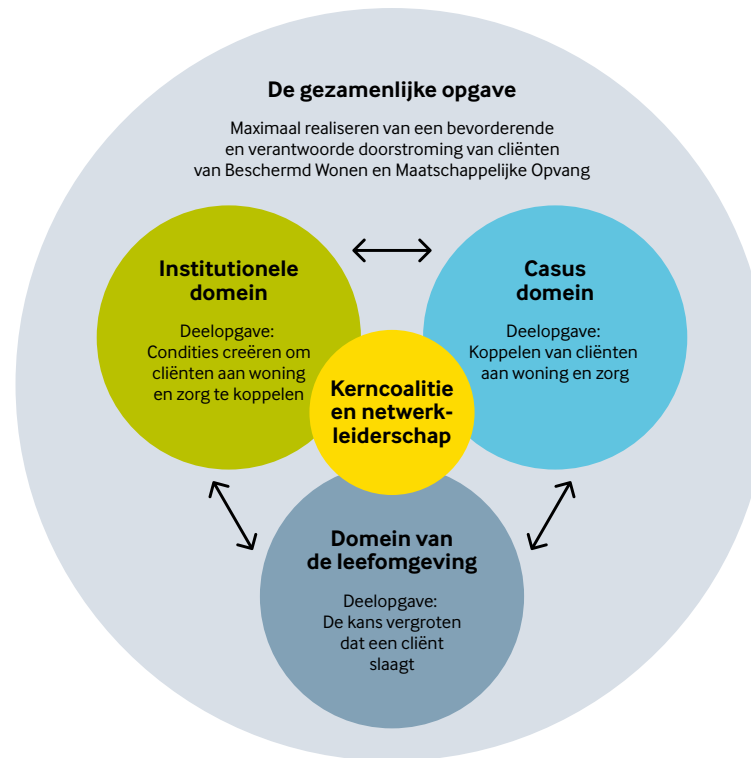 De gezamenlijke opgave
Maximaal realiseren van een bevorderende
en verantwoorde doorstroming van cliënten
van Beschermd Wonen en Maatschappelijke Opvang
Institutionele
domein
Deelopgave:
Condities creëren om
cliënten aan woning
en zorg te koppelen
Casus
domein
Deelopgave:
Koppelen van cliënten
aan woning en zorg
Kerncoalitie
en netwerk-
leiderschap
Domein van
de leefomgeving
Deelopgave:
De kans vergroten
dat een cliënt
slaagt